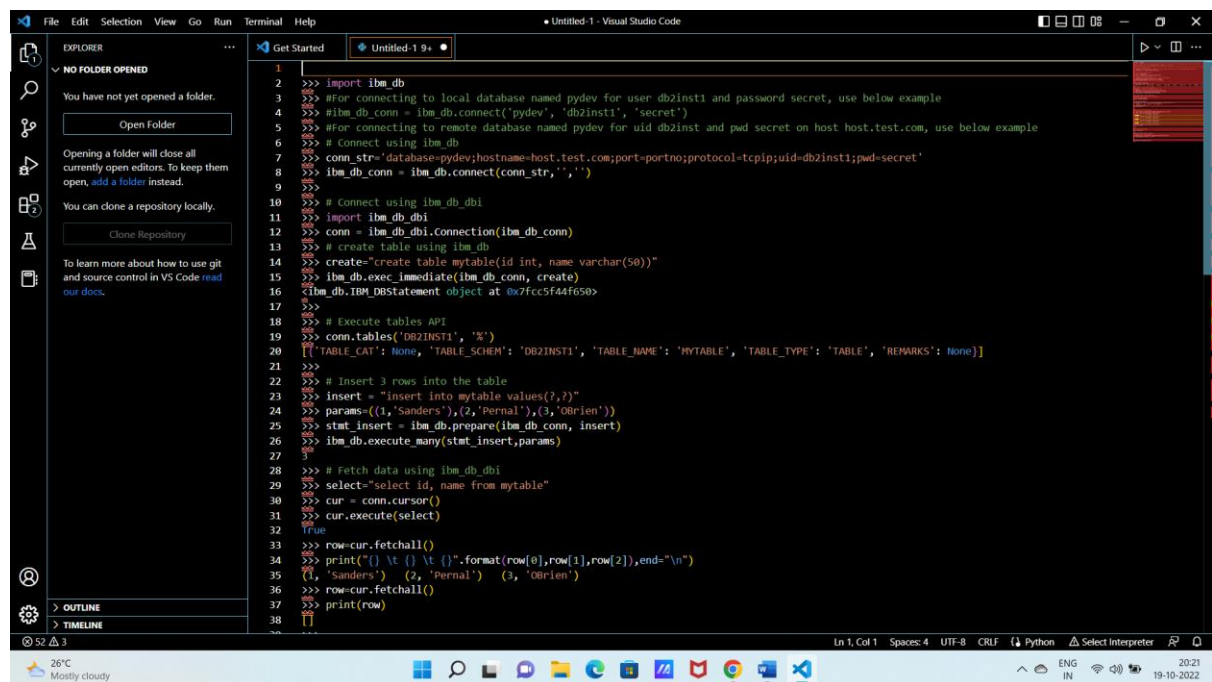 File Edit Selection View Go Run Terminal Help
● Untitled-1 - Visual Studio Code
EXPLORER
NO FOLDER OPENED
You have not yet opened a folder.
Open Folder
Opening a folder will close all
currently open editors. To keep them
open, add a folder instead.
You can clone a repository locally.
Clone Repository
To learn more about how to use git
and source control in VS Code read
our docs.
OUTLINE
TIMELINE
Get Started
Untitled-1 9+ ●
1
2 >>> import ibm_db
3 >>> #For connecting to local database named pydev for user db2inst1 and password secret, use below example
4 >>> #ibm_db_conn = ibm_db.connect('pydev', 'db2inst1', 'secret')
5 >>> #For connecting to remote database named pydev for uid db2inst and pwd secret on host host.test.com, use below example
6 >>> # Connect using ibm_db
7 >>> conn_str='database=pydev;hostname=host.test.com;port=portno;protocol=tcpip;uid=db2inst1;pwd=secret'
8 >>> ibm_db_conn = ibm_db.connect(conn_str,'','')
9 >>>
10 >>> # Connect using ibm_db_dbi
11 >>> import ibm_db_dbi
12 >>> conn = ibm_db_dbi.Connection(ibm_db_conn)
13 >>> # create table using ibm_db
14 >>> create="create table mytable(id int, name varchar(50))"
15 >>> ibm_db.exec_immediate(ibm_db_conn, create)
16 <ibm_db.IBM_DBStatement object at 0x7fcc5f44f650>
17 >>>
18 >>> # Execute tables API
19 >>> conn.tables('DB2INST1', '%')
20 [{'TABLE_CAT': None, 'TABLE_SCHEM': 'DB2INST1', 'TABLE_NAME': 'MYTABLE', 'TABLE_TYPE': 'TABLE', 'REMARKS': None}]
21 >>>
22 >>> # Insert 3 rows into the table
23 >>> insert = "insert into mytable values(?,?)"
24 >>> params=((1,'Sanders'),(2,'Pernal'),(3,'OBrien'))
25 >>> stmt_insert = ibm_db.prepare(ibm_db_conn, insert)
26 >>> ibm_db.execute_many(stmt_insert,params)
27 3
28 >>> # Fetch data using ibm_db_dbi
29 >>> select="select id, name from mytable"
30 >>> cur = conn.cursor()
31 >>> cur.execute(select)
32 True
33 >>> row=cur.fetchall()
34 >>> print("{} \t {} \t {}".format(row[0],row[1],row[2]),end="\n")
35 (1, 'Sanders') (2, 'Pernal') (3, 'OBrien')
36 >>> row=cur.fetchall()
37 >>> print(row)
38 []
52 3
Ln 1, Col 1 Spaces: 4 UTF-8 CRLF Python Select Interpreter
26°C
Mostly cloudy
ENG
IN
20:21
19-10-2022